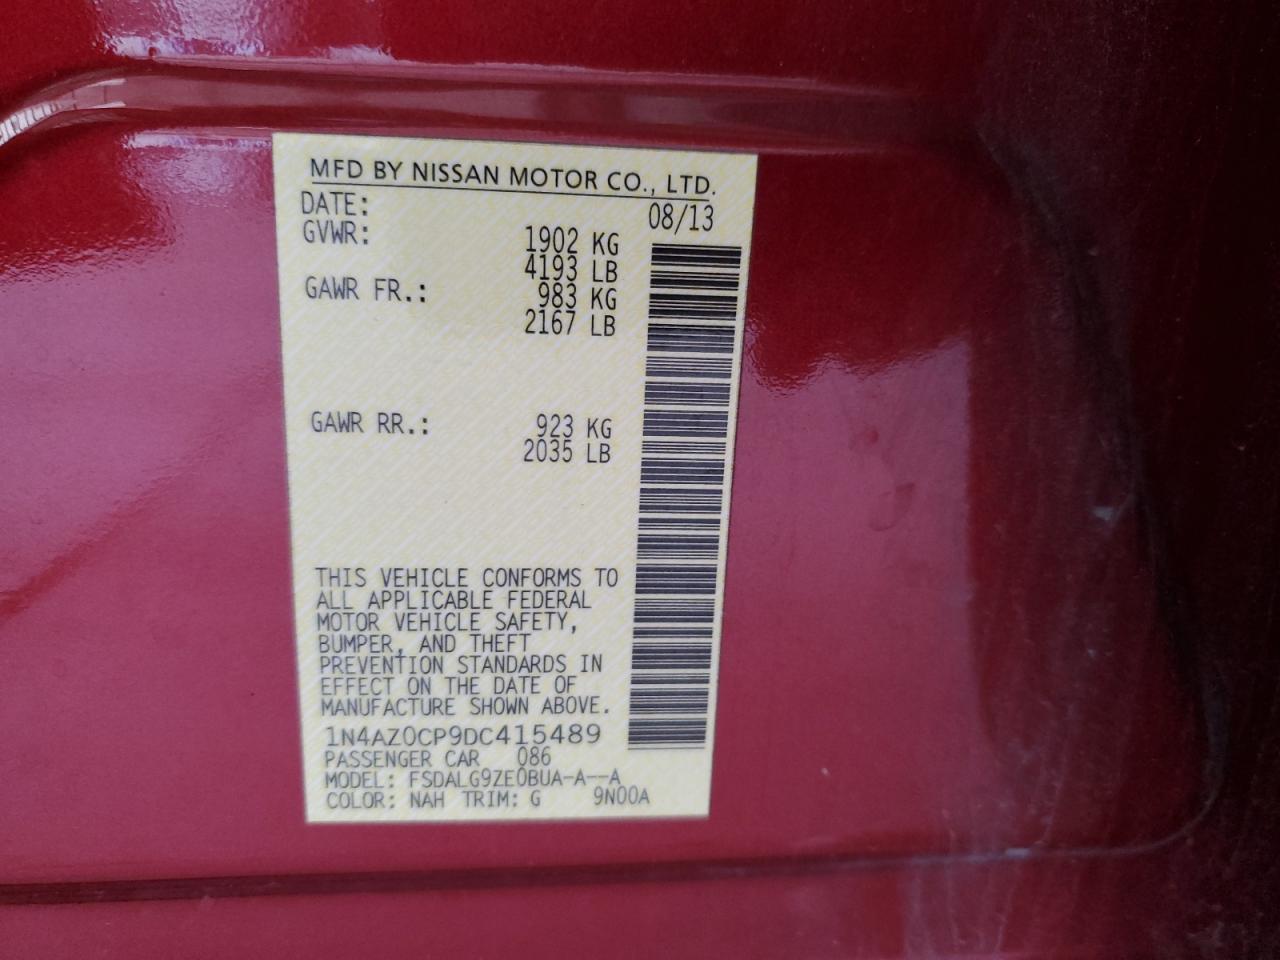 MFD BY NISSAN MOTOR CO., LTD.
DATE: 08/13
GVWR: 1902 KG
4193 LB
GAWR FR.: 983 KG
2167 LB
GAWR RR.: 923 KG
2035 LB
THIS VEHICLE CONFORMS TO
ALL APPLICABLE FEDERAL
MOTOR VEHICLE SAFETY,
BUMPER, AND THEFT
PREVENTION STANDARDS IN
EFFECT ON THE DATE OF
MANUFACTURE SHOWN ABOVE.
1N4AZ0CP9DC415489
PASSENGER CAR 086
MODEL: FSDALG9ZE0BUA-A--A
COLOR: NAH TRIM: G 9N00A